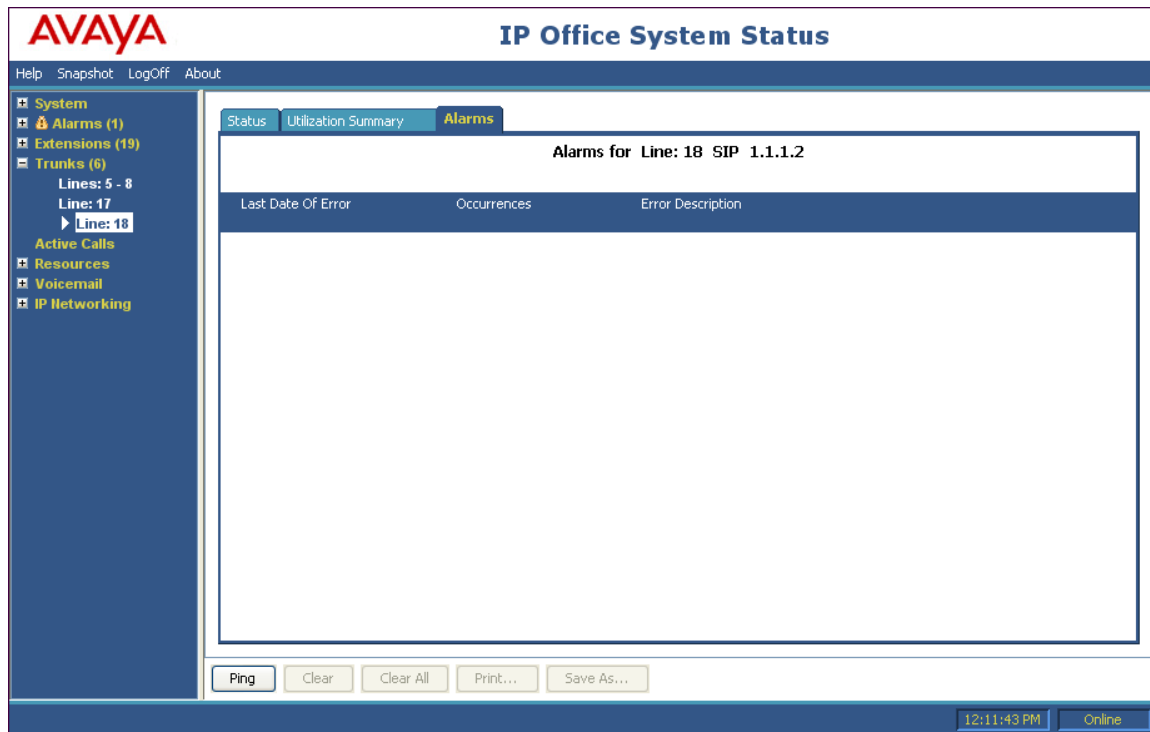 AVAYA
IP Office System Status
Help Snapshot LogOff About
System
Alarms (1)
Extensions (19)
Trunks (6)
Lines: 5 - 8
Line: 17
Line: 18
Active Calls
Resources
Voicemail
IP Networking
Status Utilization Summary Alarms
Alarms for Line: 18 SIP 1.1.1.2
Last Date Of Error Occurrences Error Description
Ping Clear Clear All Print... Save As...
12:11:43 PM Online